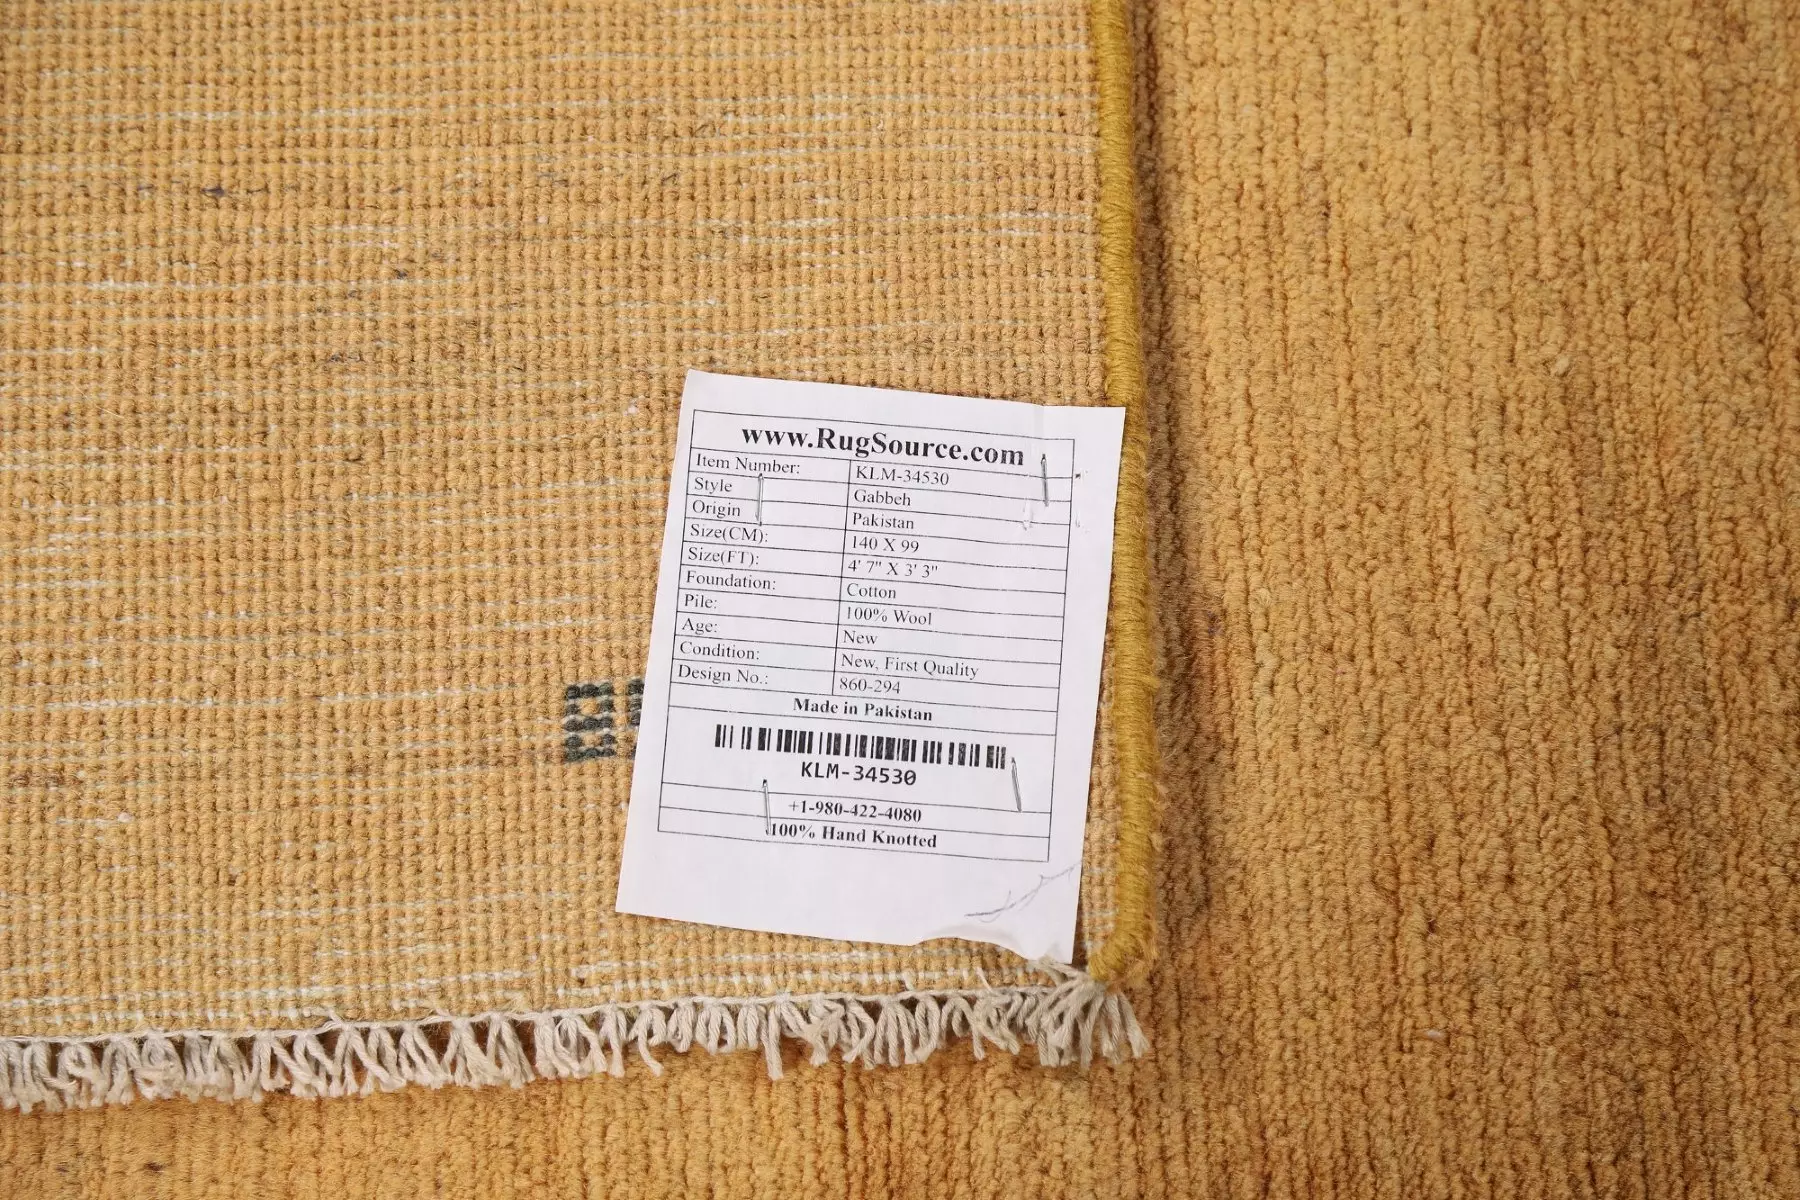 www.RugSource.com
Item Number: KLM-34530
Style Gabbeh
Origin Pakistan
Size(CM): 140 X 99
Size(FT): 4' 7" X 3' 3"
Foundation: Cotton
Pile: 100% Wool
Age: New
Condition: New, First Quality
Design No.: 860-294
Made in Pakistan
KLM-34530
+1-980-422-4080
100% Hand Knotted